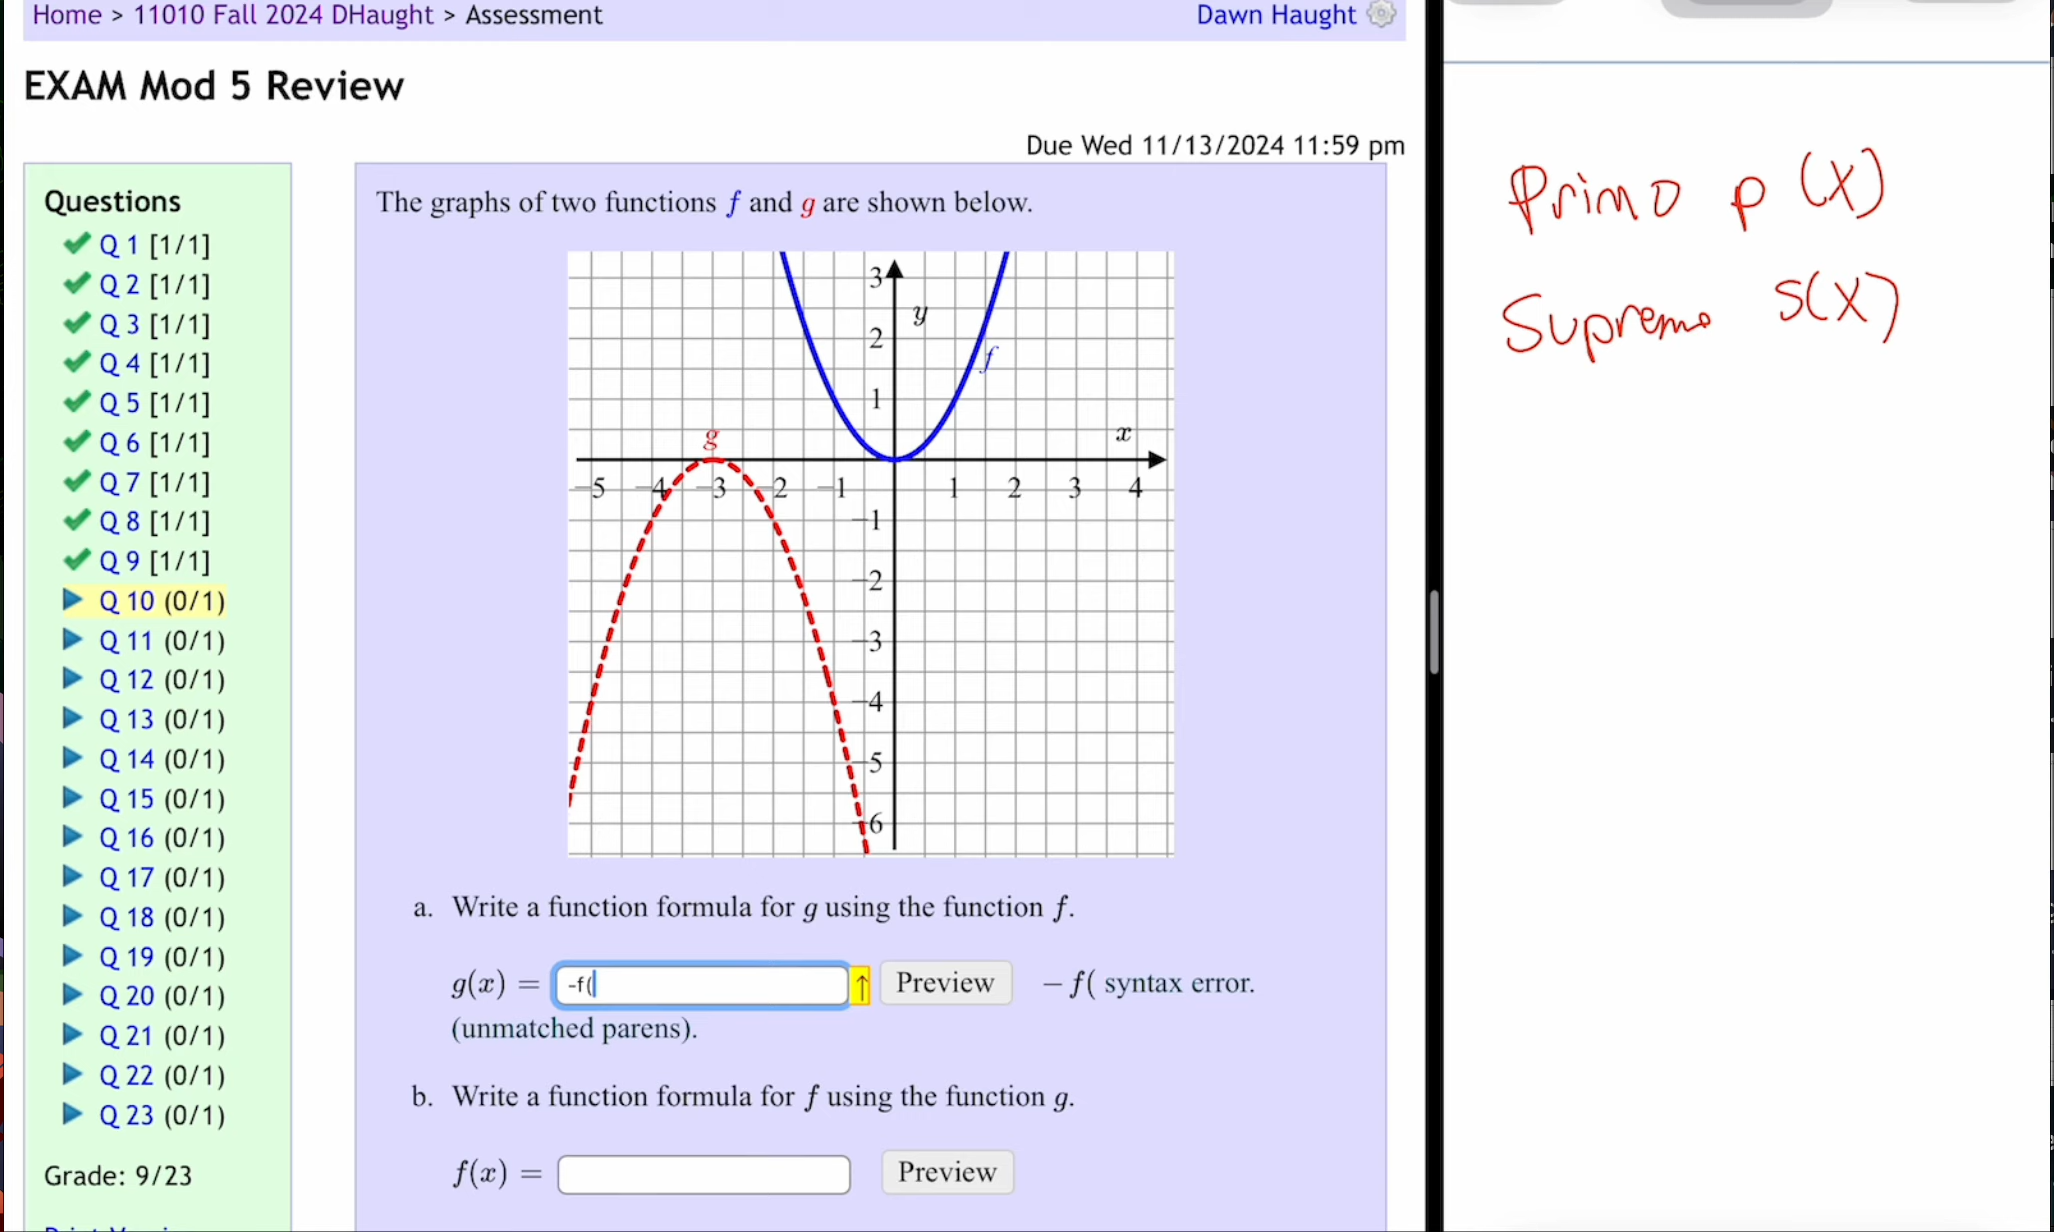 Home > 11010 Fall 2024 DHaught > Assessment
Dawn Haught
EXAM Mod 5 Review
Due Wed 11/13/2024 11:59 pm
Questions
Q 1 [1/1]
Q 2 [1/1]
Q 3 [1/1]
Q 4 [1/1]
Q 5 [1/1]
Q 6 [1/1]
Q 7 [1/1]
Q 8 [1/1]
Q 9 [1/1]
Q 10 (0/1)
Q 11 (0/1)
Q 12 (0/1)
Q 13 (0/1)
Q 14 (0/1)
Q 15 (0/1)
Q 16 (0/1)
Q 17 (0/1)
Q 18 (0/1)
Q 19 (0/1)
Q 20 (0/1)
Q 21 (0/1)
Q 22 (0/1)
Q 23 (0/1)
Grade: 9/23
The graphs of two functions f and g are shown below.
3
y
2
f
1
g
x
-5 -4 -3 -2 -1 1 2 3 4
-1
-2
-3
-4
-5
-6
a. Write a function formula for g using the function f.
g(x) = -f( ↑ Preview − f( syntax error.
(unmatched parens).
b. Write a function formula for f using the function g.
f(x) = Preview
Primo p(x)
Supremo s(x)